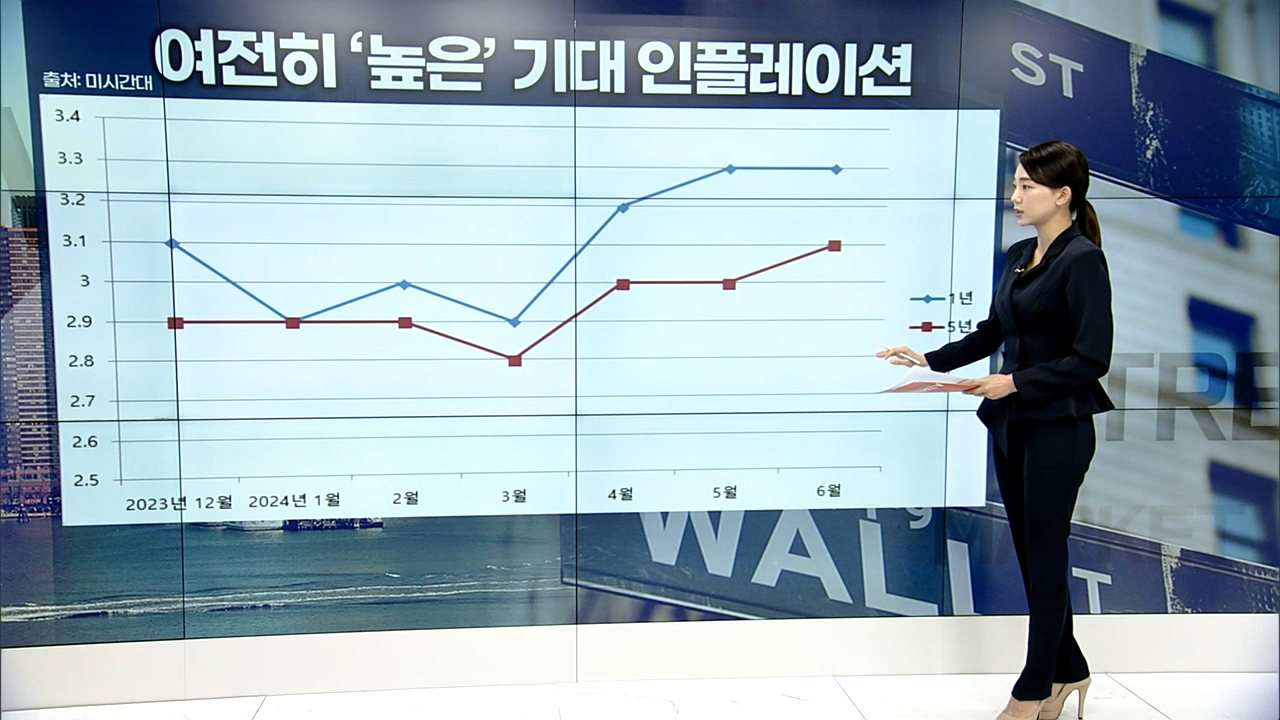 여전히 ‘높은’ 기대 인플레이션
출처: 미시간대
3.4
3.3
3.2
3.1
3
2.9
2.8
2.7
2.6
2.5
2023년 12월 2024년 1월 2월 3월 4월 5월 6월
1년
5년
ST
WALL
T